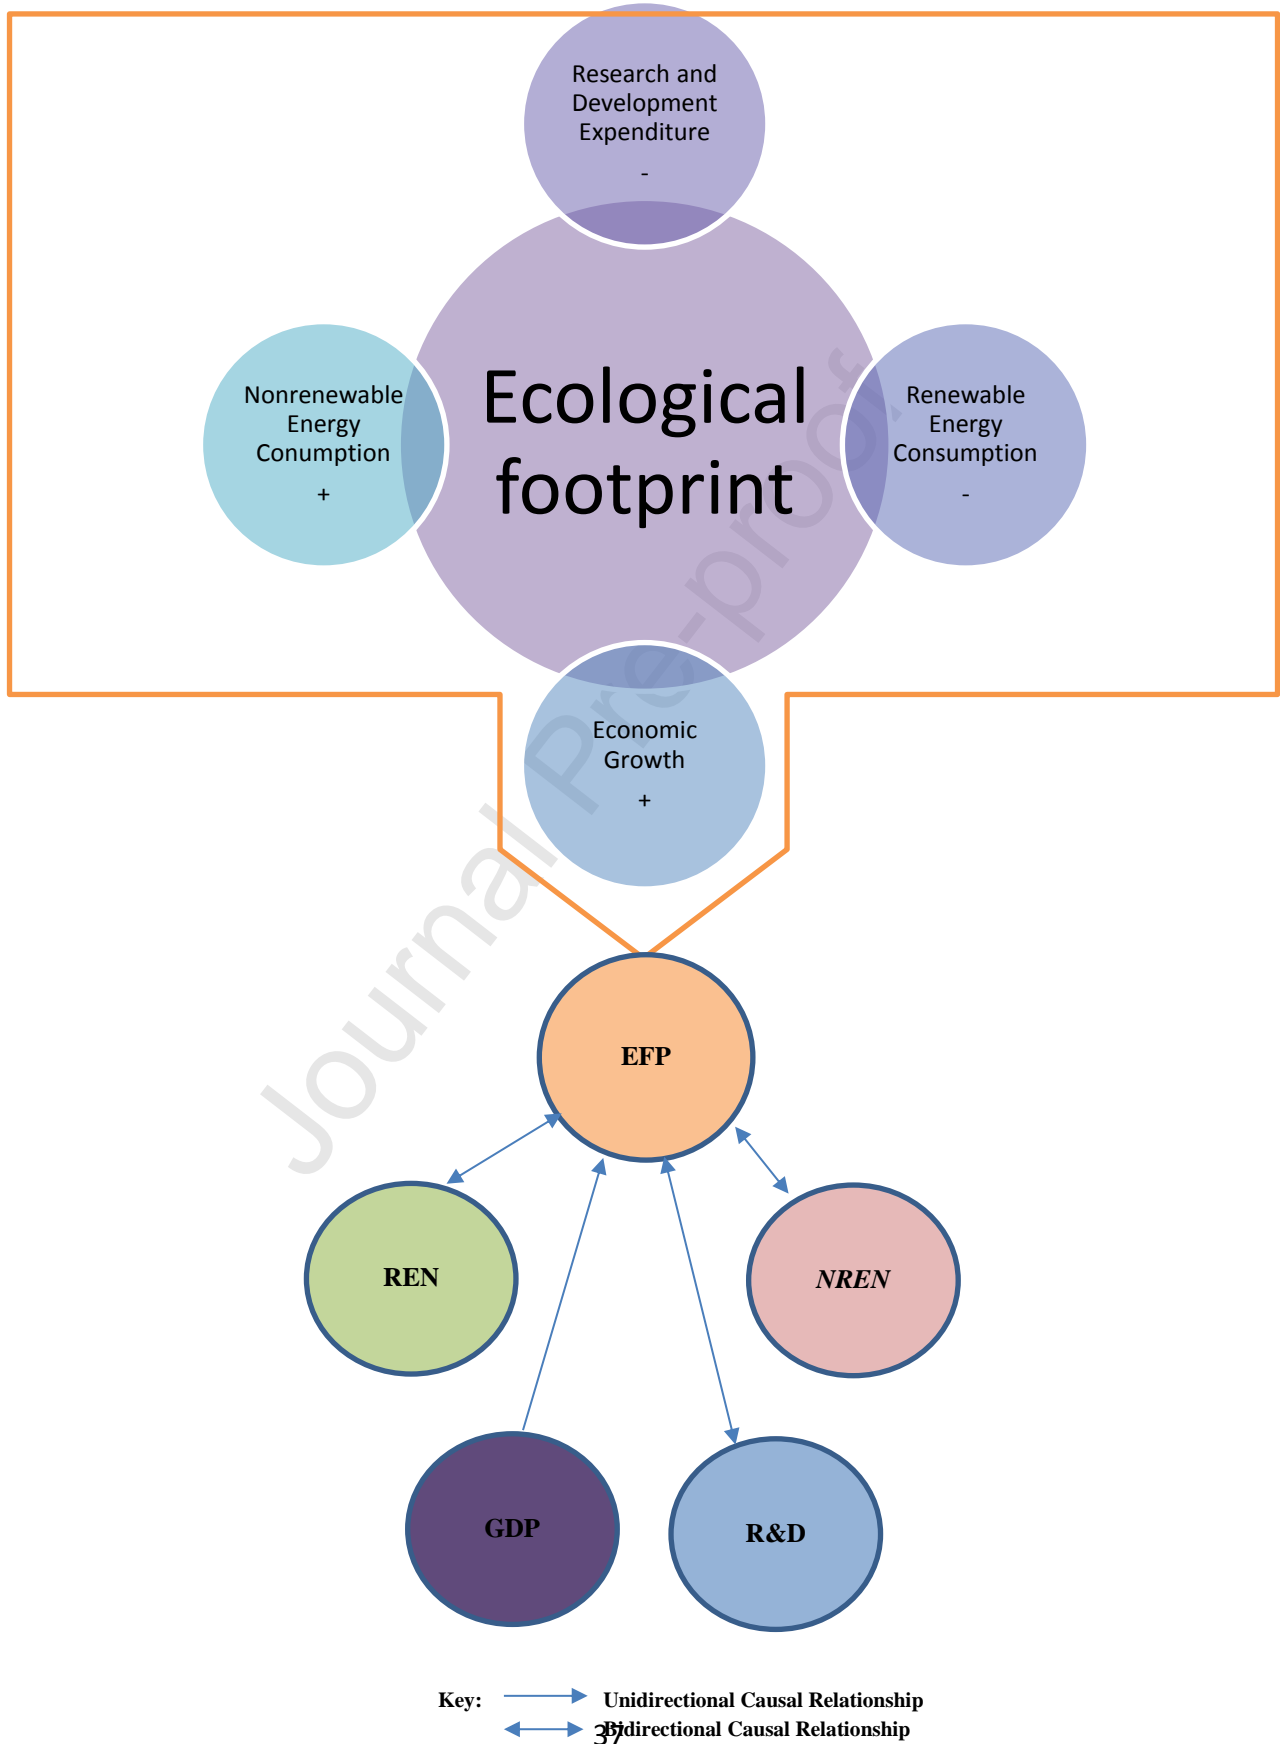 Research and
Development
Expenditure
-
Nonrenewable
Energy
Conumption
+
Ecological
footprint
Renewable
Energy
Consumption
-
Economic
Growth
+
Journal Pre-proof
EFP
REN
NREN
GDP
R&D
Key: Unidirectional Causal Relationship
Bidirectional Causal Relationship
37